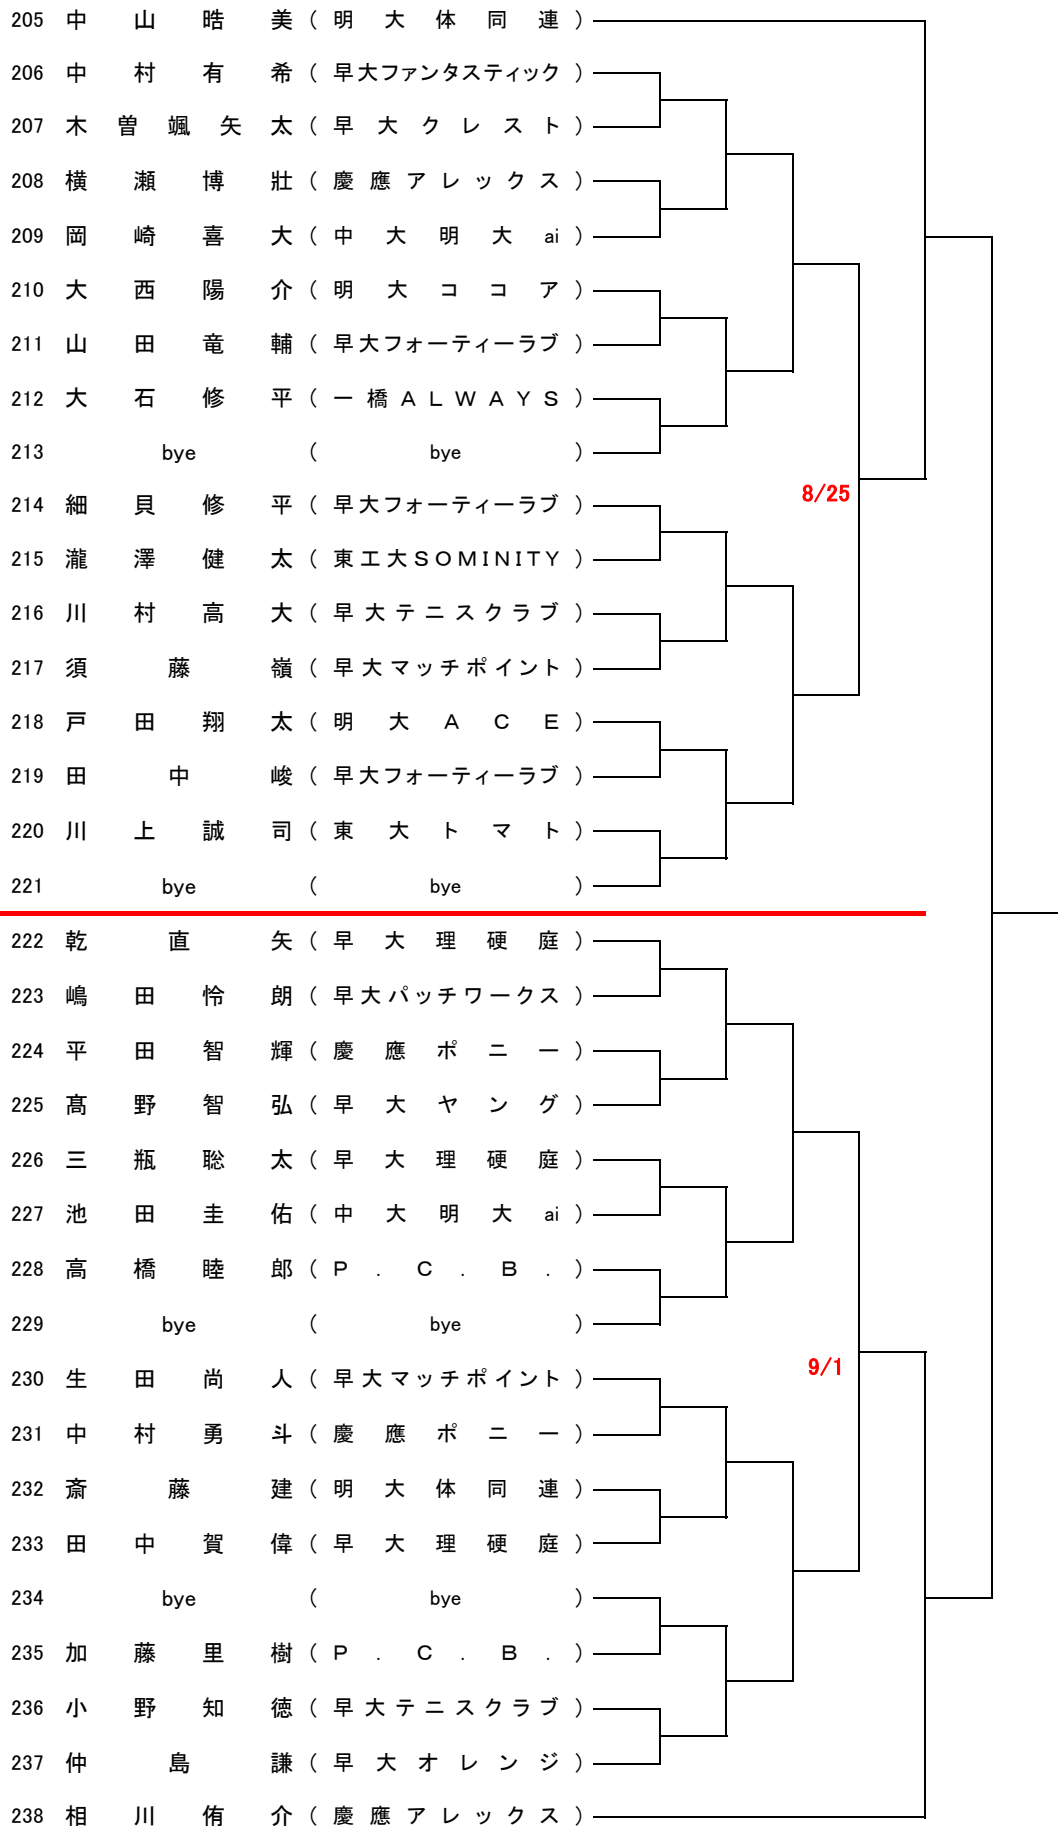 205 中山晧美 (明大体同連)
206 中村有希 (早大ファンタスティック)
207 木曽颯矢太 (早大クレスト)
208 横瀬博壮 (慶應アレックス)
209 岡崎喜大 (中大明大ai)
210 大西陽介 (明大ココア)
211 山田竜輔 (早大フォーティーラブ)
212 大石修平 (一橋ALWAYS)
213 bye (bye)
8/25
214 細貝修平 (早大フォーティーラブ)
215 瀧澤健太 (東工大SOMINITY)
216 川村高大 (早大テニスクラブ)
217 須藤嶺 (早大マッチポイント)
218 戸田翔太 (明大ACE)
219 田中峻 (早大フォーティーラブ)
220 川上誠司 (東大トマト)
221 bye (bye)
222 乾直矢 (早大理硬庭)
223 嶋田怜朗 (早大パッチワークス)
224 平田智輝 (慶應ポニー)
225 髙野智弘 (早大ヤング)
226 三瓶聡太 (早大理硬庭)
227 池田圭佑 (中大明大ai)
228 高橋睦郎 (P.C.B.)
229 bye (bye)
9/1
230 生田尚人 (早大マッチポイント)
231 中村勇斗 (慶應ポニー)
232 斎藤建 (明大体同連)
233 田中賀偉 (早大理硬庭)
234 bye (bye)
235 加藤里樹 (P.C.B.)
236 小野知徳 (早大テニスクラブ)
237 仲島謙 (早大オレンジ)
238 相川侑介 (慶應アレックス)